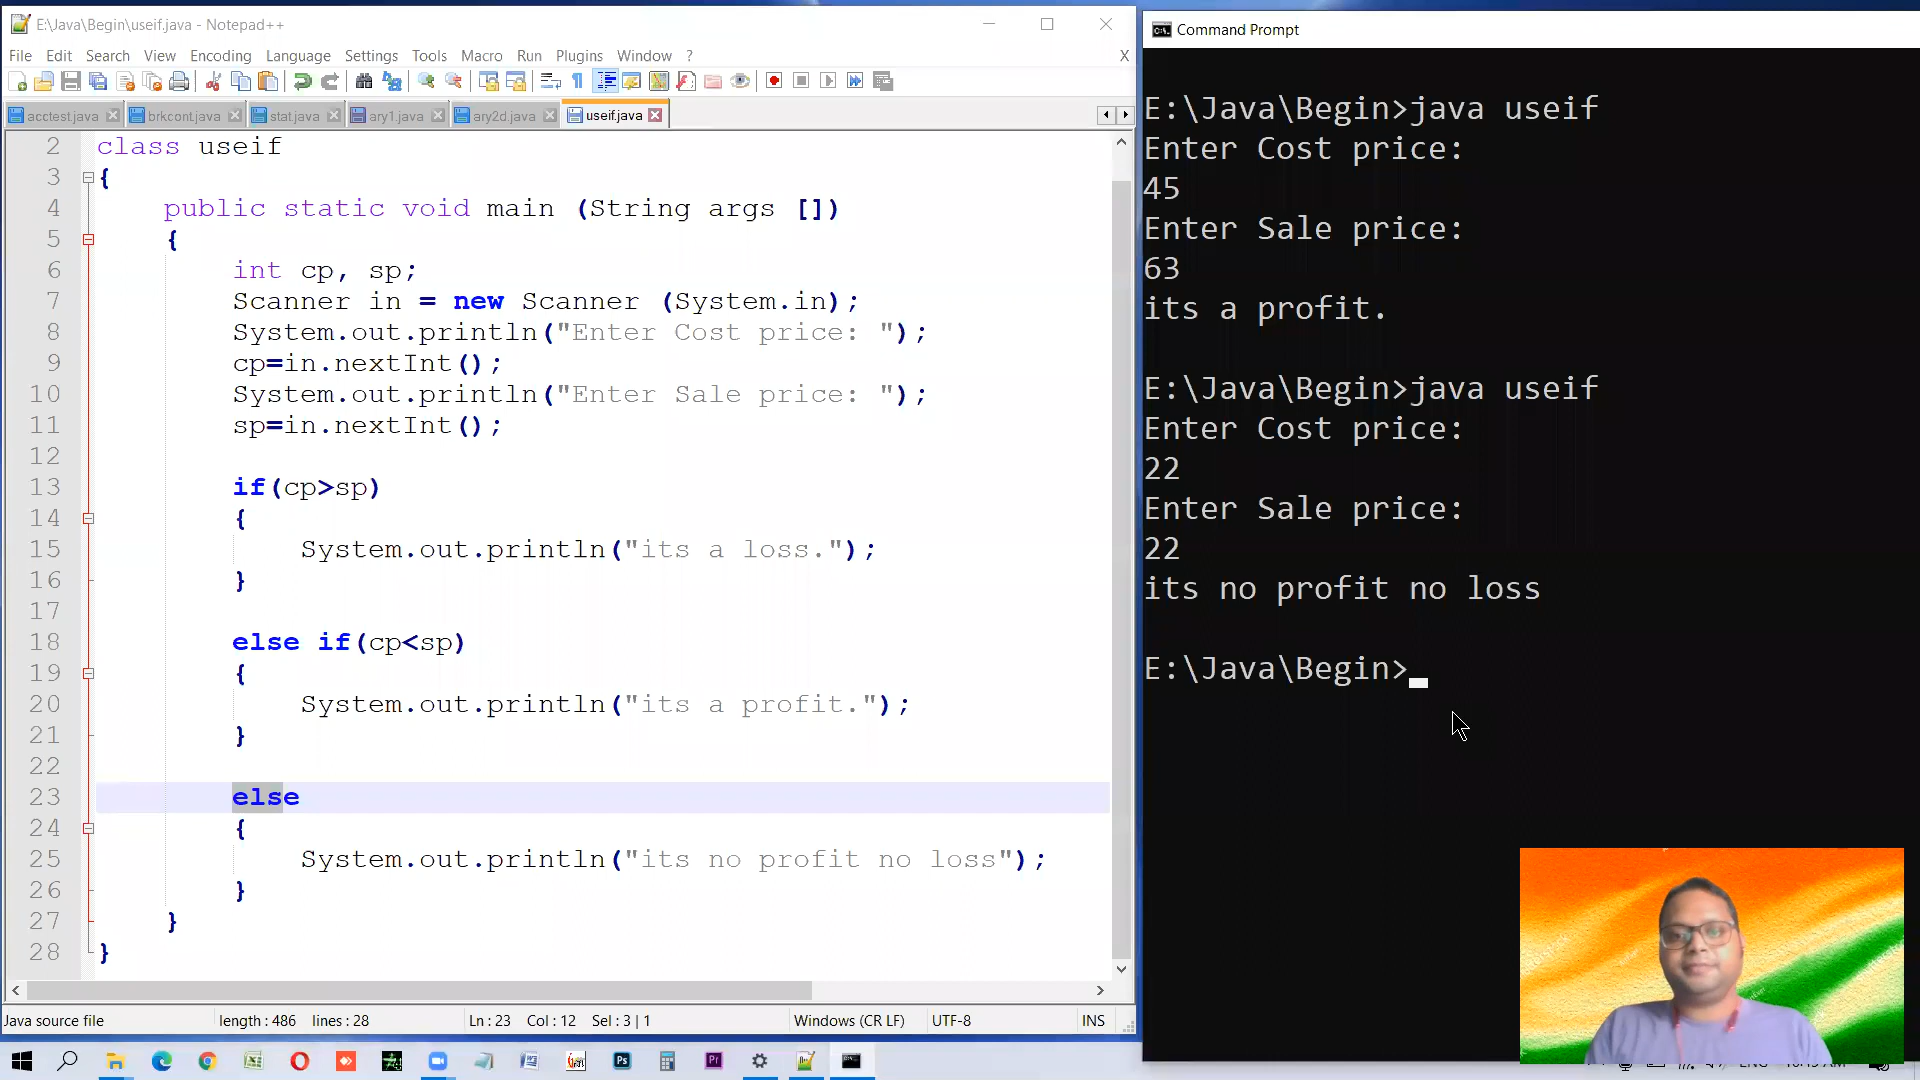 E:\Java\Begin\useif.java - Notepad++
File Edit Search View Encoding Language Settings Tools Macro Run Plugins Window ? X
acctest.java brkcont.java stat.java ary1.java ary2d.java useif.java
2 class useif
3 {
4 public static void main (String args [])
5 {
6 int cp, sp;
7 Scanner in = new Scanner (System.in);
8 System.out.println("Enter Cost price: ");
9 cp=in.nextInt();
10 System.out.println("Enter Sale price: ");
11 sp=in.nextInt();
12
13 if(cp>sp)
14 {
15 System.out.println("its a loss.");
16 }
17
18 else if(cp<sp)
19 {
20 System.out.println("its a profit.");
21 }
22
23 else
24 {
25 System.out.println("its no profit no loss");
26 }
27 }
28 }
Java source file length : 486 lines : 28 Ln : 23 Col : 12 Sel : 3 | 1 Windows (CR LF) UTF-8 INS
Command Prompt
E:\Java\Begin>java useif
Enter Cost price:
45
Enter Sale price:
63
its a profit.
E:\Java\Begin>java useif
Enter Cost price:
22
Enter Sale price:
22
its no profit no loss
E:\Java\Begin>